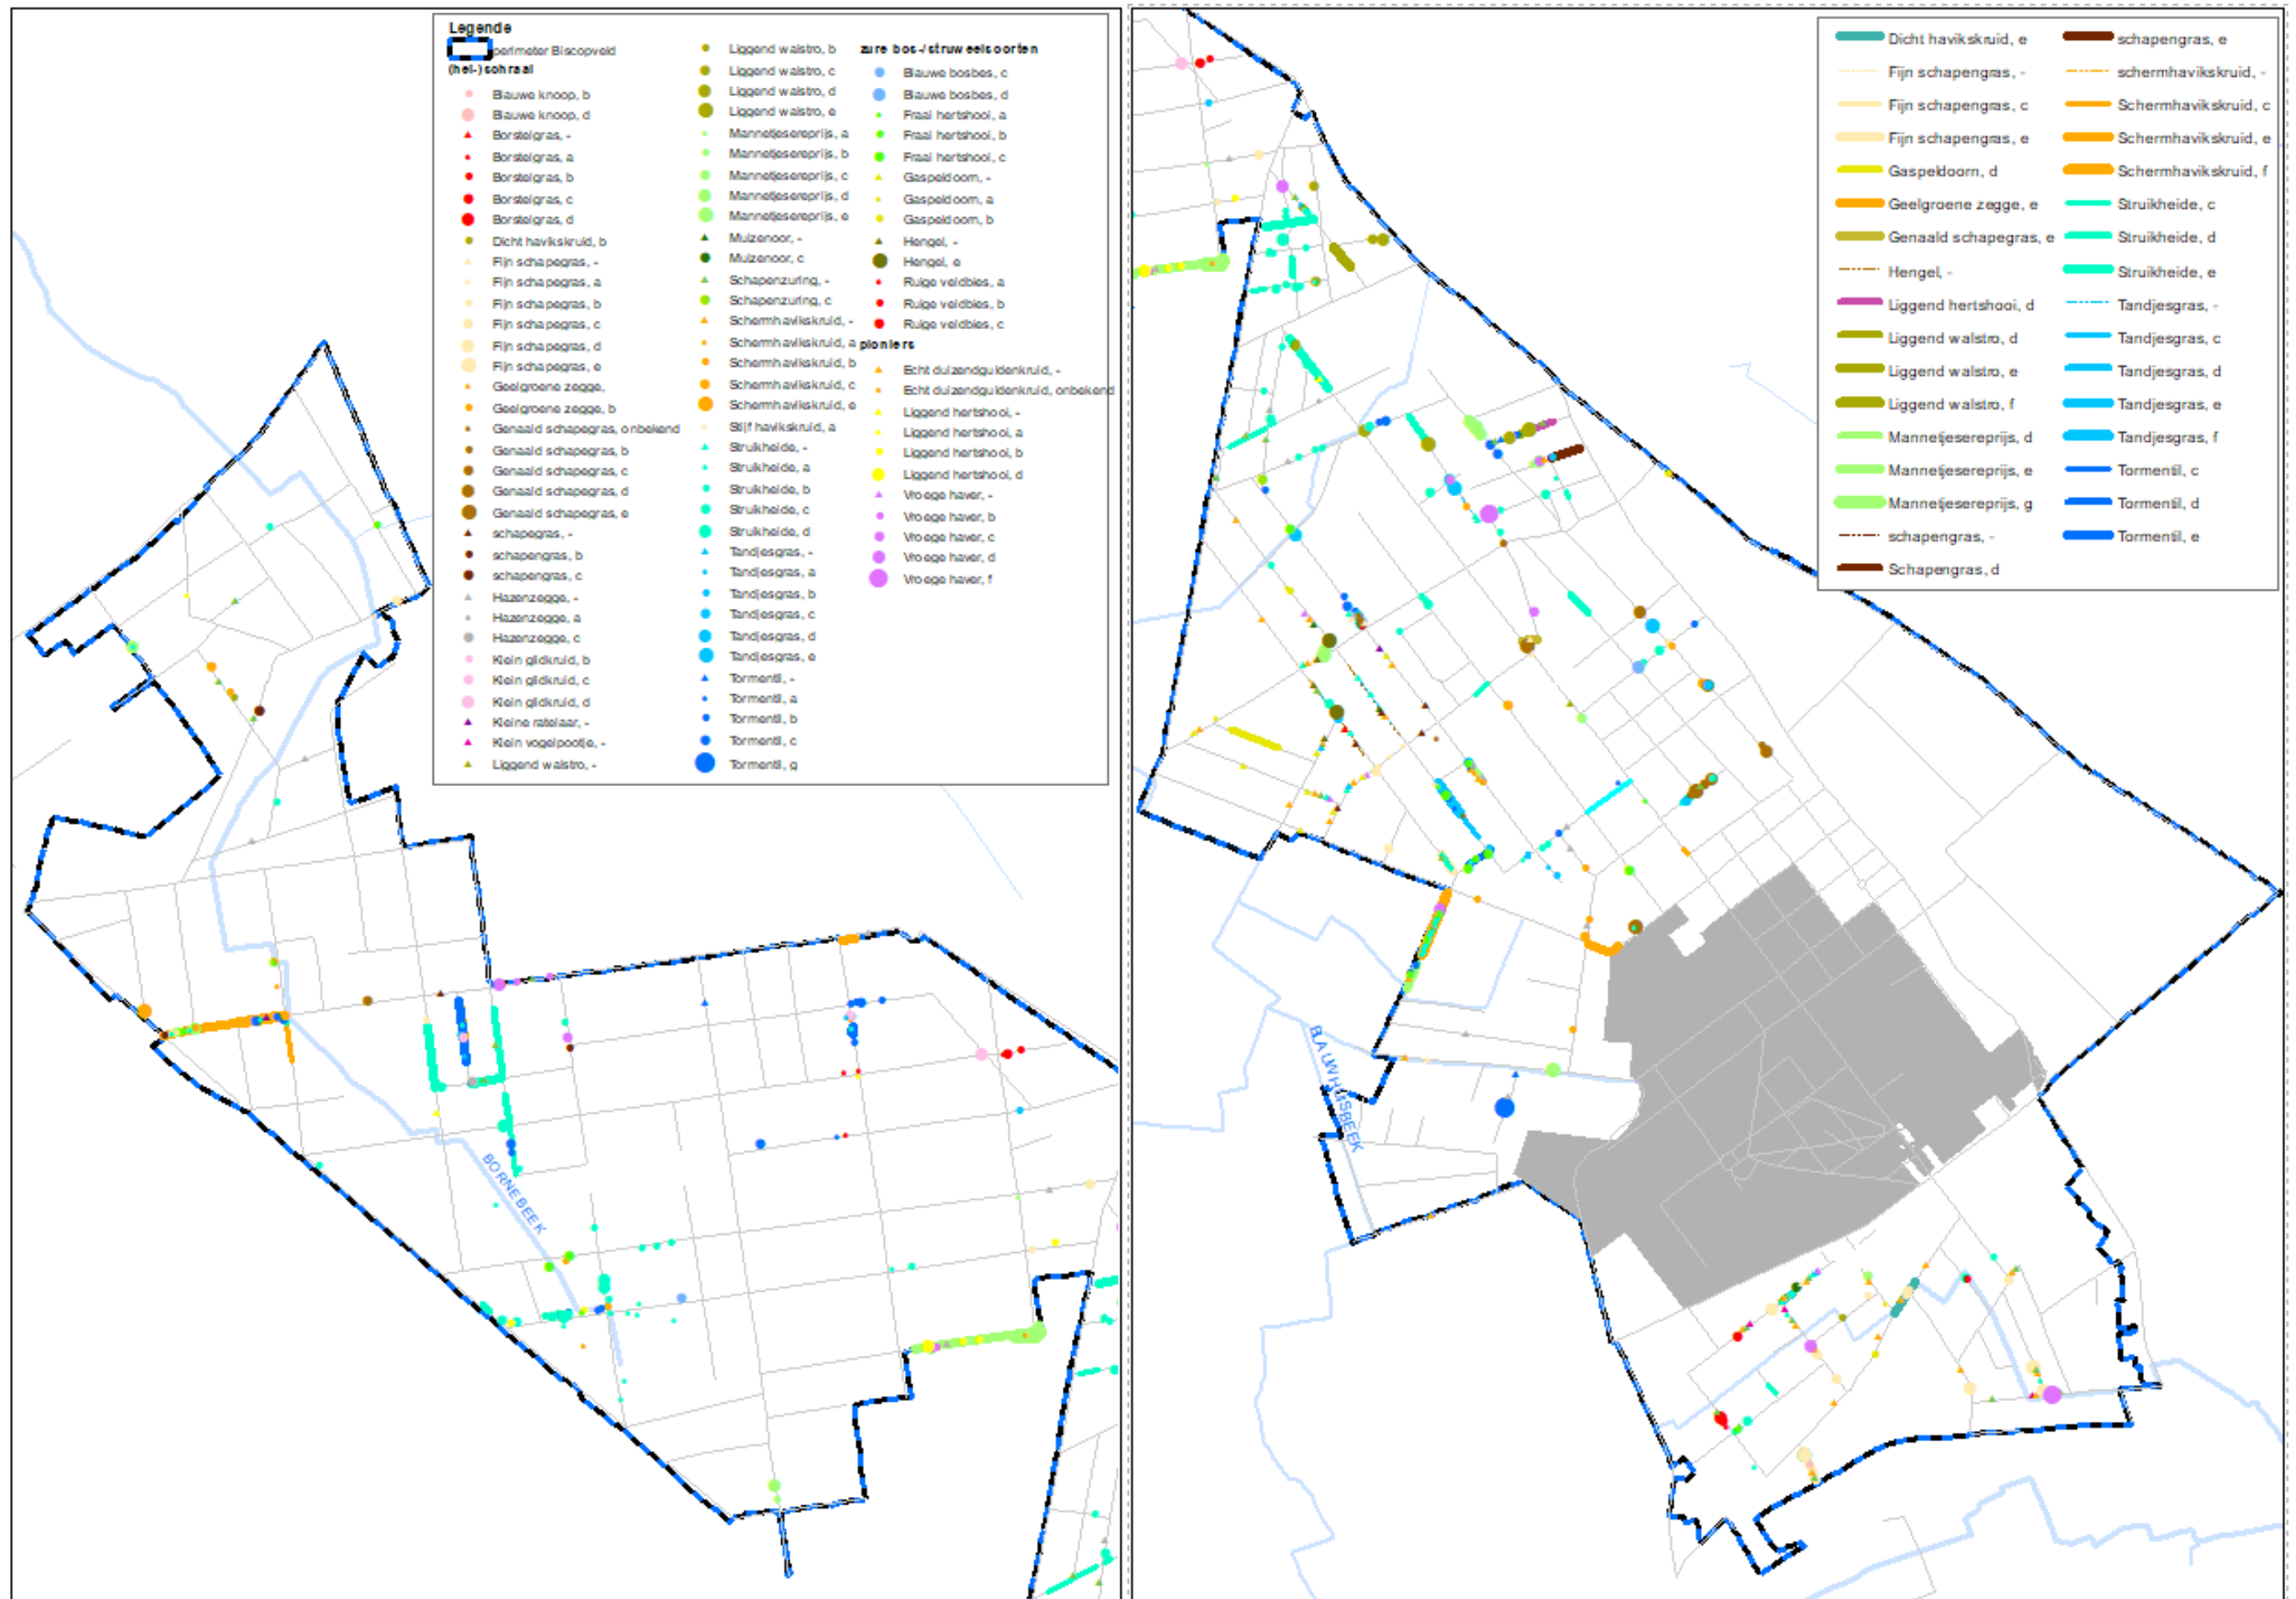 Legende
perimeter Biscopveld
(hei-)schraal
Blauwe knoop, b
Blauwe knoop, d
Borstelgras, -
Borstelgras, a
Borstelgras, b
Borstelgras, c
Borstelgras, d
Dicht havikskruid, b
Fijn schapegras, -
Fijn schapegras, a
Fijn schapegras, b
Fijn schapegras, c
Fijn schapegras, d
Fijn schapegras, e
Geelgroene zegge,
Geelgroene zegge, b
Genaald schapegras, onbekend
Genaald schapegras, b
Genaald schapegras, c
Genaald schapegras, d
Genaald schapegras, e
schapegras, -
schapengras, b
schapengras, c
Hazenzegge, -
Hazenzegge, a
Hazenzegge, c
Klein glidkruid, b
Klein glidkruid, c
Klein glidkruid, d
Kleine ratelaar, -
Klein vogelpootje, -
Liggend walstro, -
Liggend walstro, b
Liggend walstro, c
Liggend walstro, d
Liggend walstro, e
Mannetjesereprijs, a
Mannetjesereprijs, b
Mannetjesereprijs, c
Mannetjesereprijs, d
Mannetjesereprijs, e
Muizenoor, -
Muizenoor, c
Schapenzuring, -
Schapenzuring, c
Schermhavikskruid, -
Schermhavikskruid, a
Schermhavikskruid, b
Schermhavikskruid, c
Schermhavikskruid, e
Stijf havikskruid, a
Struikheide, -
Struikheide, a
Struikheide, b
Struikheide, c
Struikheide, d
Tandjesgras, -
Tandjesgras, a
Tandjesgras, b
Tandjesgras, c
Tandjesgras, d
Tandjesgras, e
Tormentil, -
Tormentil, a
Tormentil, b
Tormentil, c
Tormentil, g
zure bos-/struweelsoorten
Blauwe bosbes, c
Blauwe bosbes, d
Fraai hertshooi, a
Fraai hertshooi, b
Fraai hertshooi, c
Gaspeldoorn, -
Gaspeldoorn, a
Gaspeldoorn, b
Hengel, -
Hengel, e
Ruige veldbies, a
Ruige veldbies, b
Ruige veldbies, c
pioniers
Echt duizendguldenkruid, -
Echt duizendguldenkruid, onbekend
Liggend hertshooi, -
Liggend hertshooi, a
Liggend hertshooi, b
Liggend hertshooi, d
Vroege haver, -
Vroege haver, b
Vroege haver, c
Vroege haver, d
Vroege haver, f
BORNEBEEK
Dicht havikskruid, e
Fijn schapengras, -
Fijn schapengras, c
Fijn schapengras, e
Gaspeldoorn, d
Geelgroene zegge, e
Genaald schapegras, e
Hengel, -
Liggend hertshooi, d
Liggend walstro, d
Liggend walstro, e
Liggend walstro, f
Mannetjesereprijs, d
Mannetjesereprijs, e
Mannetjesereprijs, g
schapengras, -
Schapengras, d
schapengras, e
schermhavikskruid, -
Schermhavikskruid, c
Schermhavikskruid, e
Schermhavikskruid, f
Struikheide, c
Struikheide, d
Struikheide, e
Tandjesgras, -
Tandjesgras, c
Tandjesgras, d
Tandjesgras, e
Tandjesgras, f
Tormentil, c
Tormentil, d
Tormentil, e
BLAUWHUISBEEK